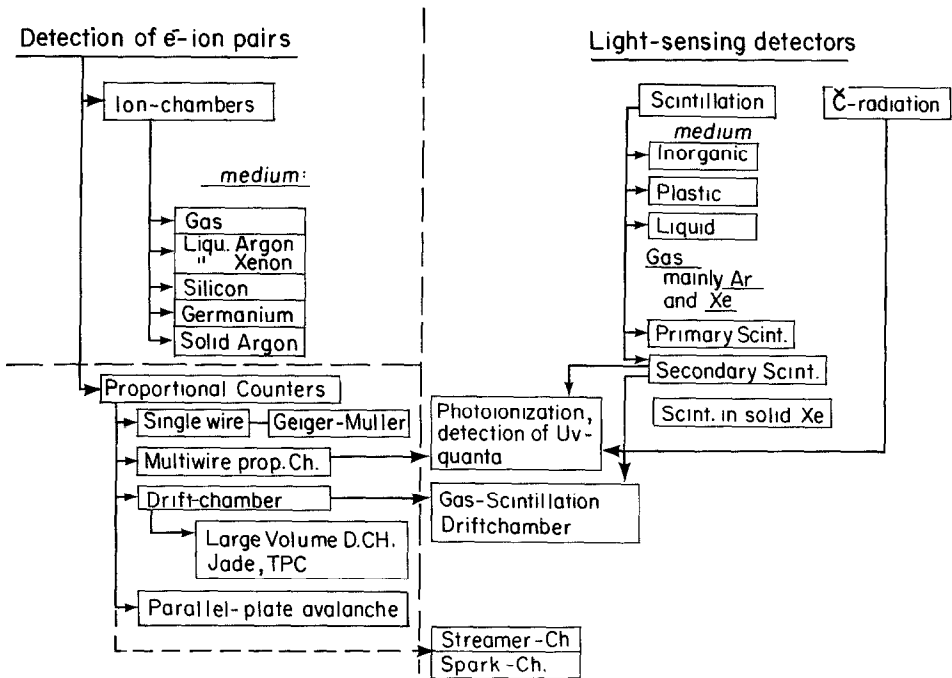 Detection of e⁻-ion pairs
Ion-chambers
medium:
Gas
Liqu. Argon
" Xenon
Silicon
Germanium
Solid Argon
Proportional Counters
Single wire
Geiger-Muller
Multiwire prop. Ch.
Drift-chamber
Large Volume D.CH.
Jade, TPC
Parallel-plate avalanche
Light-sensing detectors
Scintillation
Č-radiation
medium
Inorganic
Plastic
Liquid
Gas
mainly Ar
and Xe
Primary Scint.
Secondary Scint.
Scint. in solid Xe
Photoionization,
detection of Uv-
quanta
Gas-Scintillation
Driftchamber
Streamer-Ch
Spark-Ch.